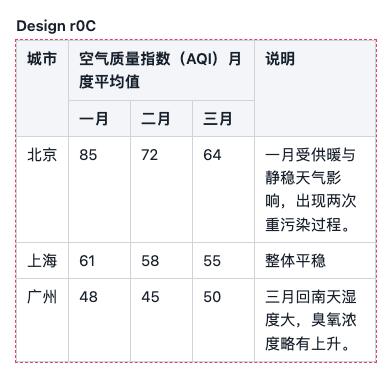 Design r0C
城市 空气质量指数（AQI）月 说明
度平均值
一月 二月 三月
北京 85 72 64 一月受供暖与
静稳天气影
响，出现两次
重污染过程。
上海 61 58 55 整体平稳
广州 48 45 50 三月回南天湿
度大，臭氧浓
度略有上升。